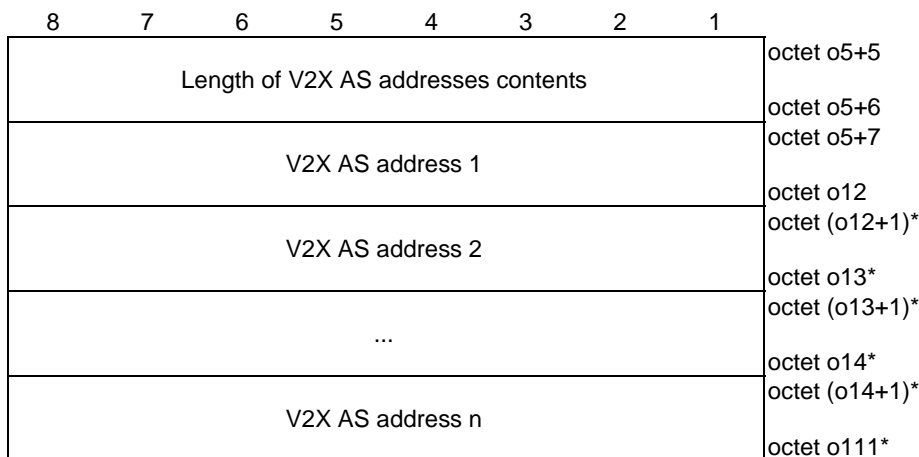 8 7 6 5 4 3 2 1
Length of V2X AS addresses contents
octet o5+5
octet o5+6
V2X AS address 1
octet o5+7
octet o12
V2X AS address 2
octet (o12+1)*
octet o13*
...
octet (o13+1)*
octet o14*
V2X AS address n
octet (o14+1)*
octet o111*